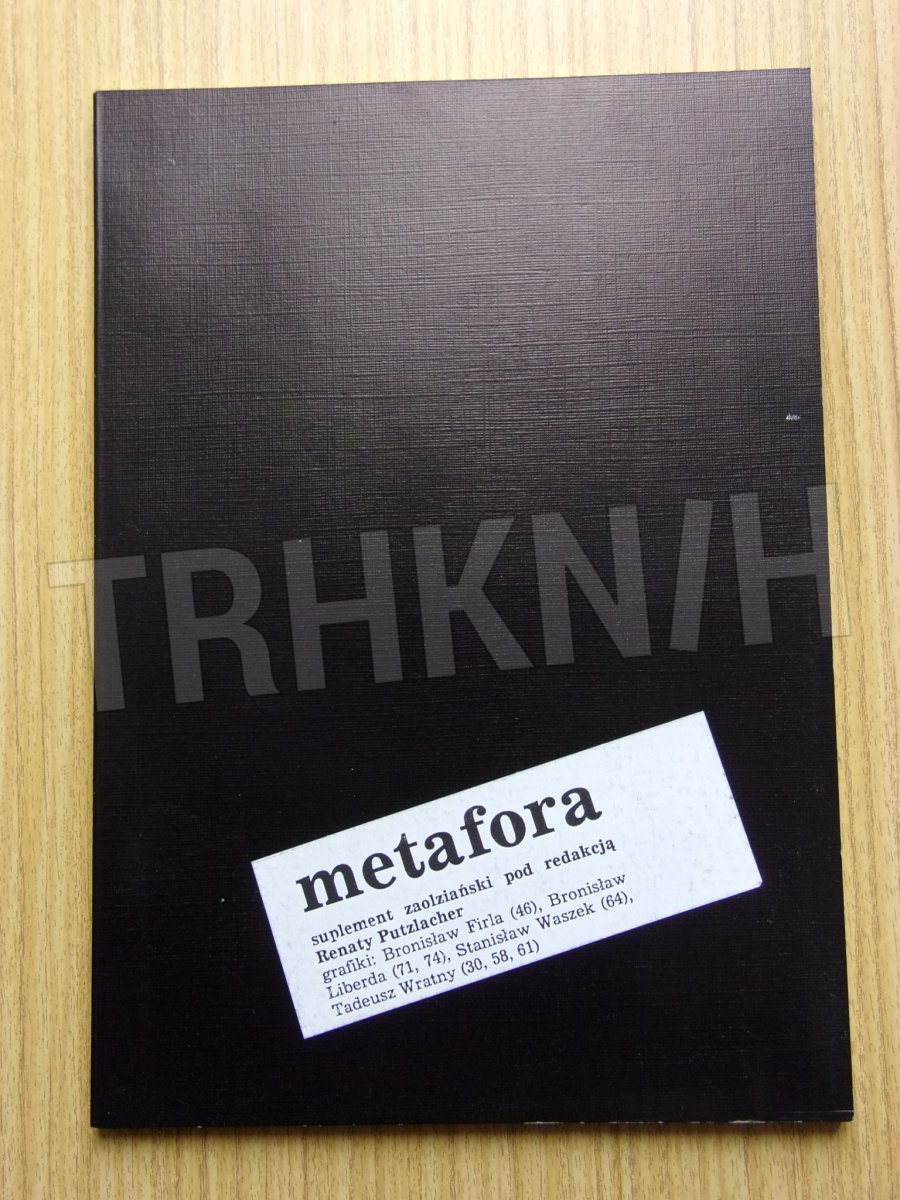 TRHKN/H
metafora
suplement zaolziański pod redakcją
Renaty Putzlacher
grafiki: Bronisław Firla (46), Bronisław
Liberda (71, 74), Stanisław Waszek (64),
Tadeusz Wratny (30, 58, 61)